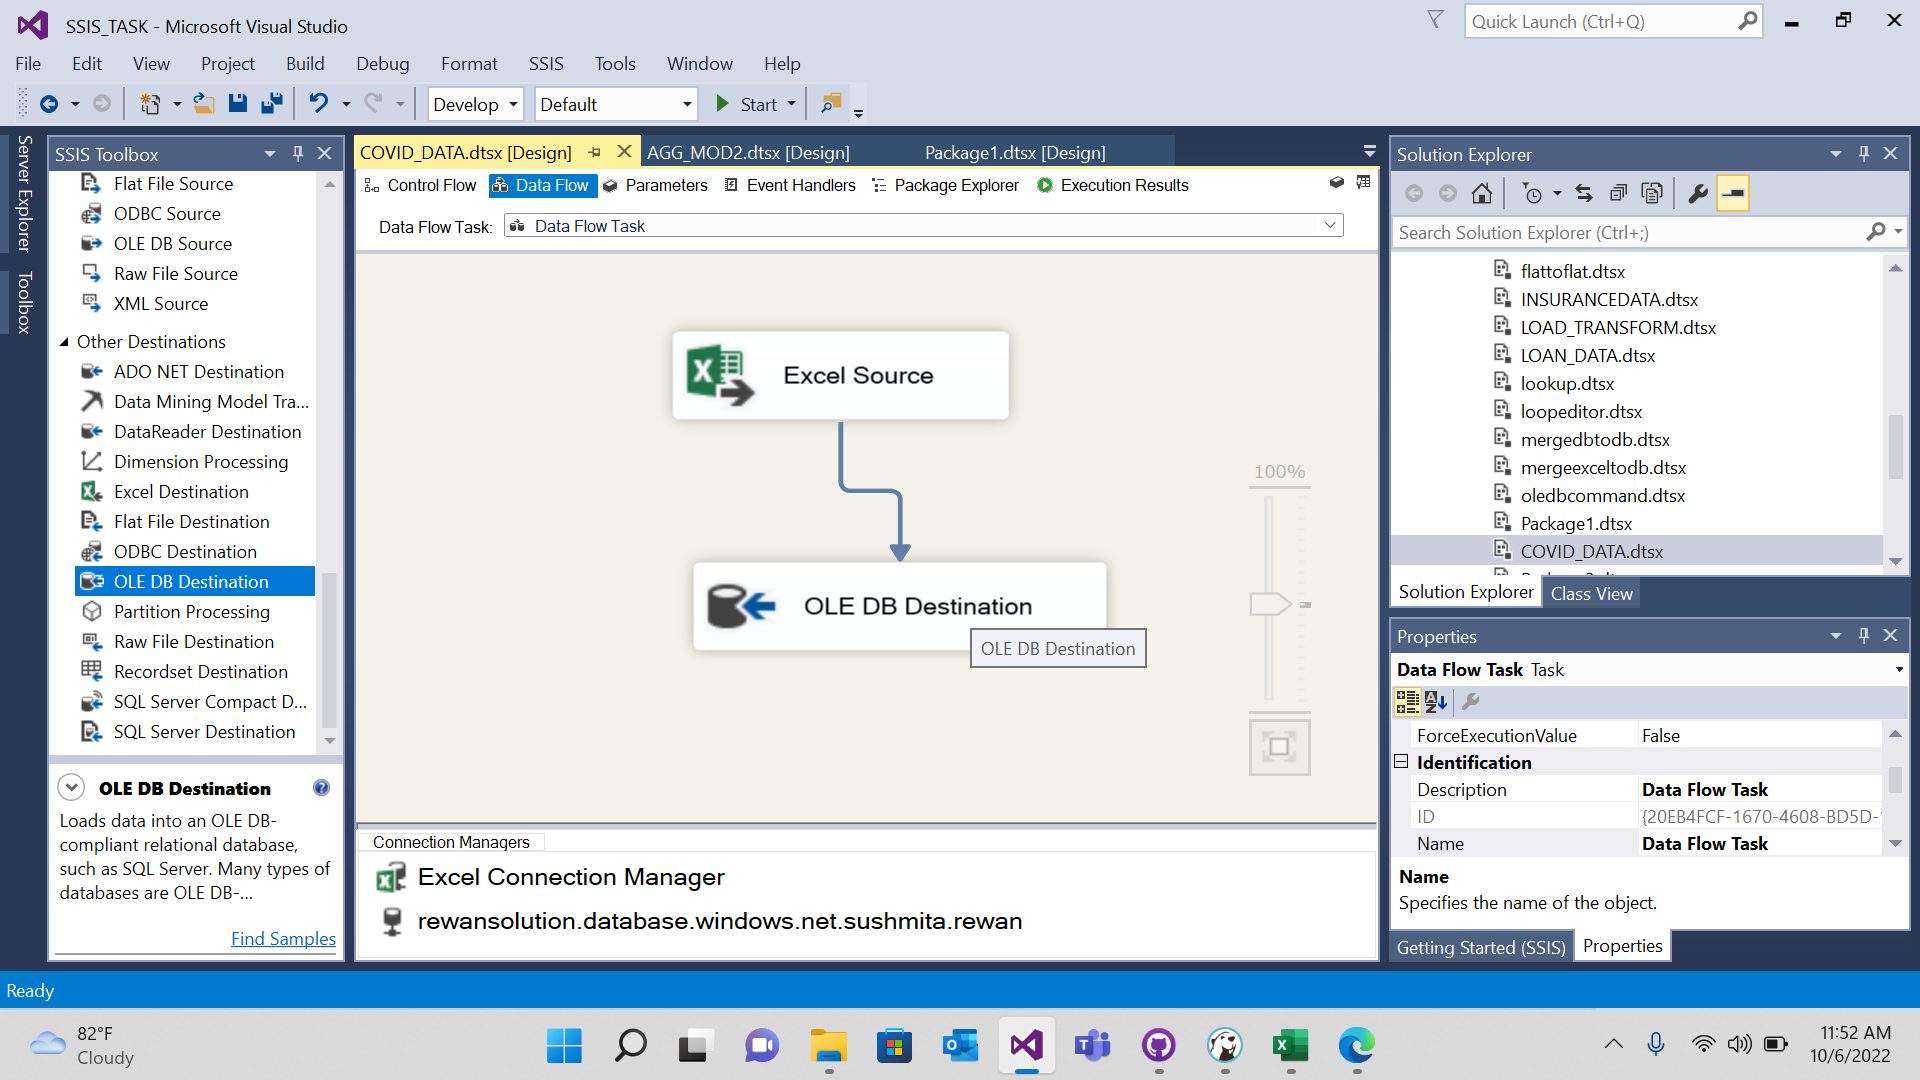 SSIS_TASK - Microsoft Visual Studio
Quick Launch (Ctrl+Q)
File Edit View Project Build Debug Format SSIS Tools Window Help
Develop Default Start
Server Explorer
Toolbox
SSIS Toolbox
Flat File Source
ODBC Source
OLE DB Source
Raw File Source
XML Source
Other Destinations
ADO NET Destination
Data Mining Model Tra...
DataReader Destination
Dimension Processing
Excel Destination
Flat File Destination
ODBC Destination
OLE DB Destination
Partition Processing
Raw File Destination
Recordset Destination
SQL Server Compact D...
SQL Server Destination
OLE DB Destination
Loads data into an OLE DB-
compliant relational database,
such as SQL Server. Many types of
databases are OLE DB-...
Find Samples
COVID_DATA.dtsx [Design] AGG_MOD2.dtsx [Design] Package1.dtsx [Design]
Control Flow Data Flow Parameters Event Handlers Package Explorer Execution Results
Data Flow Task: Data Flow Task
Excel Source
OLE DB Destination
OLE DB Destination
100%
Connection Managers
Excel Connection Manager
rewansolution.database.windows.net.sushmita.rewan
Solution Explorer
Search Solution Explorer (Ctrl+;)
flattoflat.dtsx
INSURANCEDATA.dtsx
LOAD_TRANSFORM.dtsx
LOAN_DATA.dtsx
lookup.dtsx
loopeditor.dtsx
mergedbtodb.dtsx
mergeexceltodb.dtsx
oledbcommand.dtsx
Package1.dtsx
COVID_DATA.dtsx
Solution Explorer Class View
Properties
Data Flow Task Task
ForceExecutionValue False
Identification
Description Data Flow Task
ID {20EB4FCF-1670-4608-BD5D-
Name Data Flow Task
Name
Specifies the name of the object.
Getting Started (SSIS) Properties
Ready
82°F
Cloudy
11:52 AM
10/6/2022